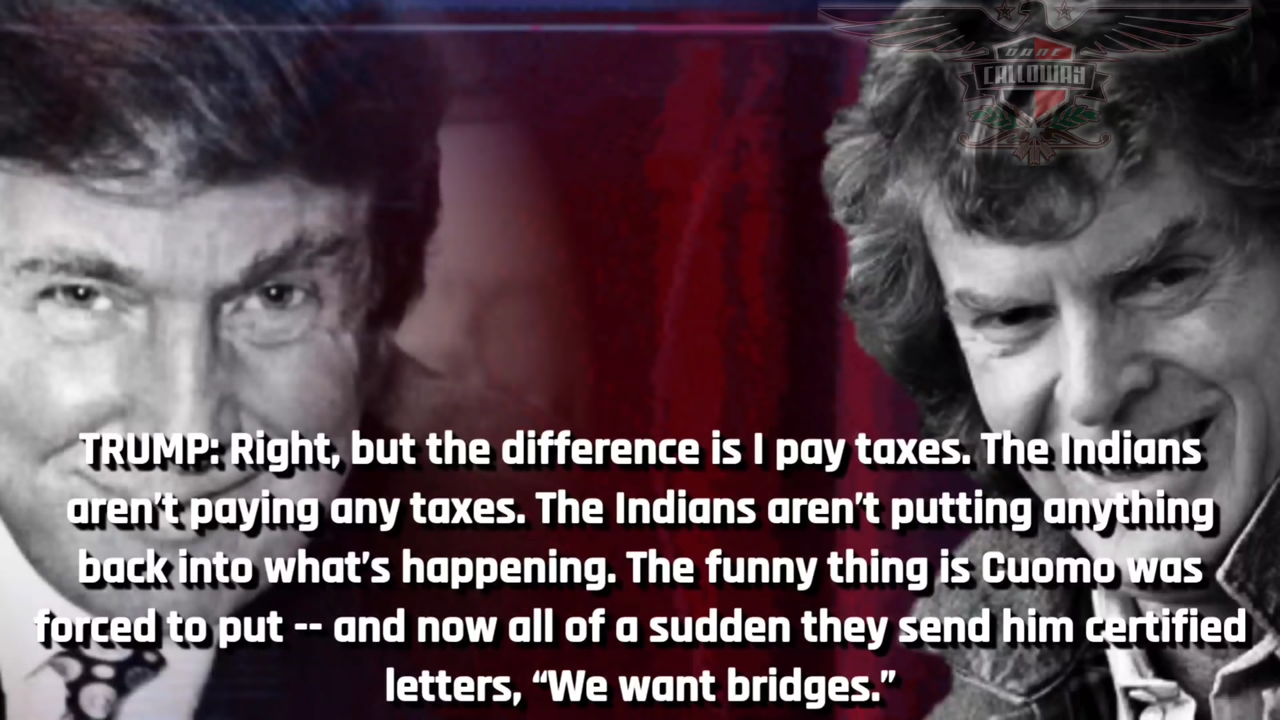 DANE
CALLOWAY
TRUMP: Right, but the difference is I pay taxes. The Indians
aren’t paying any taxes. The Indians aren’t putting anything
back into what’s happening. The funny thing is Cuomo was
forced to put -- and now all of a sudden they send him certified
letters, “We want bridges.”